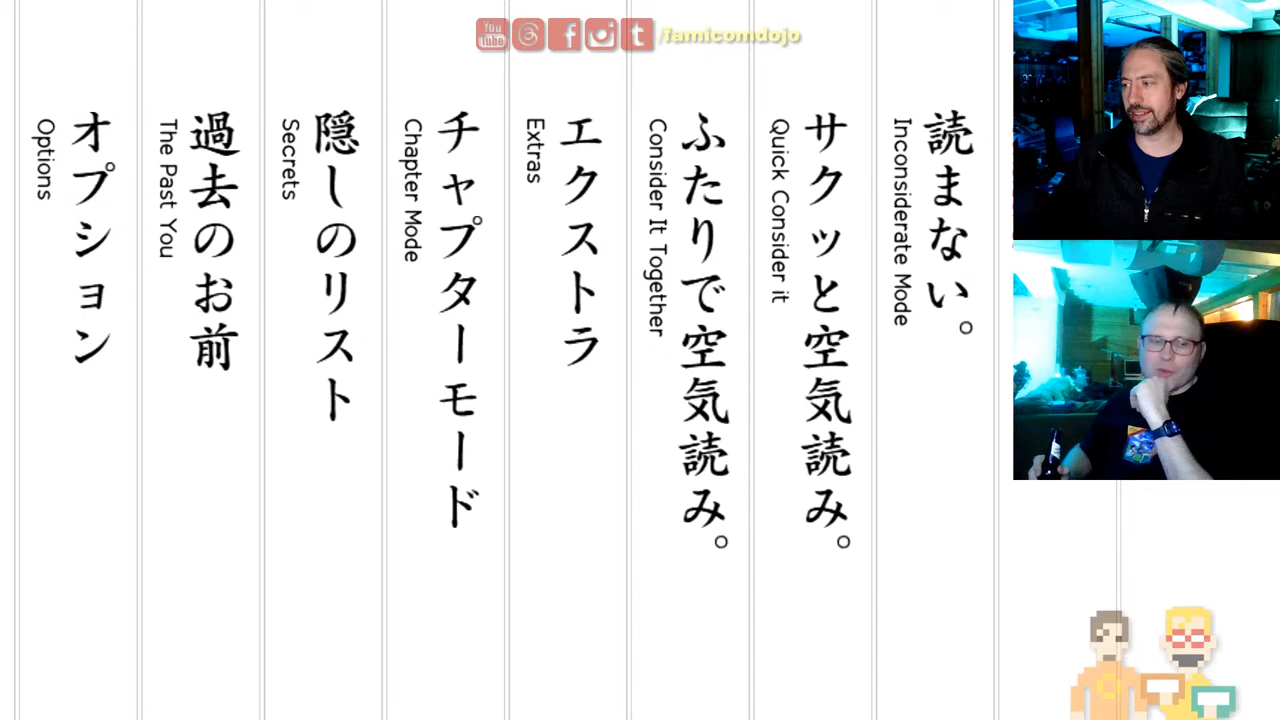 You Tube /famicomdojo
読まない。
Inconsiderate Mode
サクッと空気読み。
Quick Consider it
ふたりで空気読み。
Consider It Together
エクストラ
Extras
チャプターモード
Chapter Mode
隠しのリスト
Secrets
過去のお前
The Past You
オプション
Options